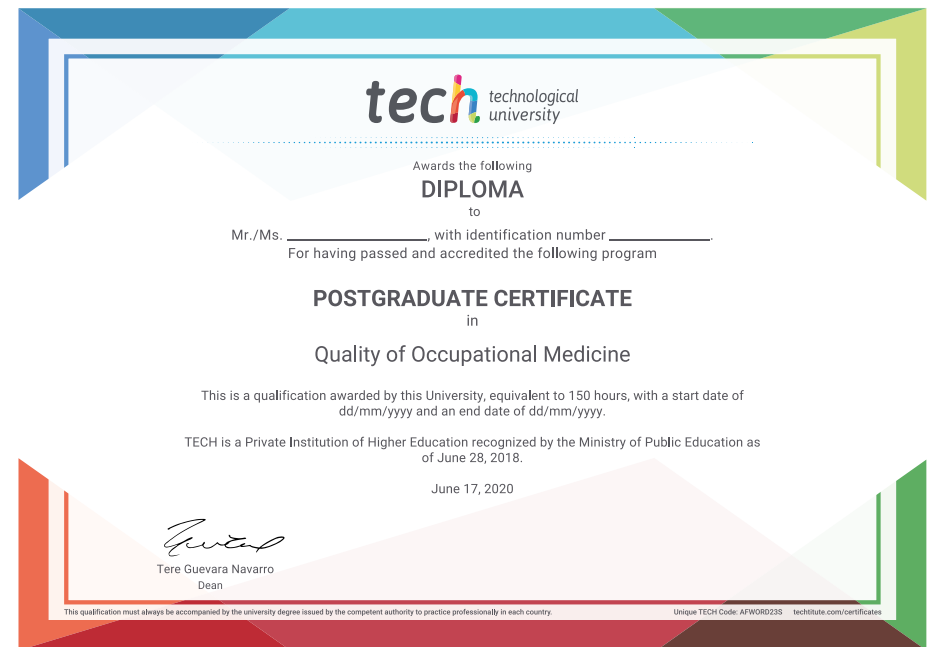 tech technological
university
Awards the following
DIPLOMA
to
Mr./Ms. ____________________, with identification number ______________.
For having passed and accredited the following program
POSTGRADUATE CERTIFICATE
in
Quality of Occupational Medicine
This is a qualification awarded by this University, equivalent to 150 hours, with a start date of
dd/mm/yyyy and an end date of dd/mm/yyyy.
TECH is a Private Institution of Higher Education recognized by the Ministry of Public Education as
of June 28, 2018.
June 17, 2020
Tere Guevara Navarro
Dean
This qualification must always be accompanied by the university degree issued by the competent authority to practice professionally in each country.
Unique TECH Code: AFWORD23S techtitute.com/certificates